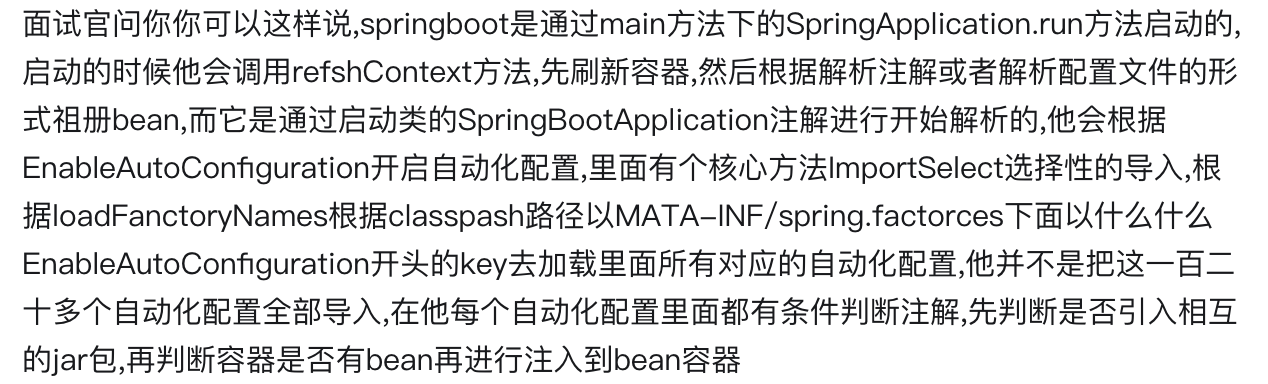 面试官问你你可以这样说,springboot是通过main方法下的SpringApplication.run方法启动的,
启动的时候他会调用refshContext方法,先刷新容器,然后根据解析注解或者解析配置文件的形
式祖册bean,而它是通过启动类的SpringBootApplication注解进行开始解析的,他会根据
EnableAutoConfiguration开启自动化配置,里面有个核心方法ImportSelect选择性的导入,根
据loadFanctoryNames根据classpash路径以MATA-INF/spring.factorces下面以什么什么
EnableAutoConfiguration开头的key去加载里面所有对应的自动化配置,他并不是把这一百二
十多个自动化配置全部导入,在他每个自动化配置里面都有条件判断注解,先判断是否引入相互
的jar包,再判断容器是否有bean再进行注入到bean容器